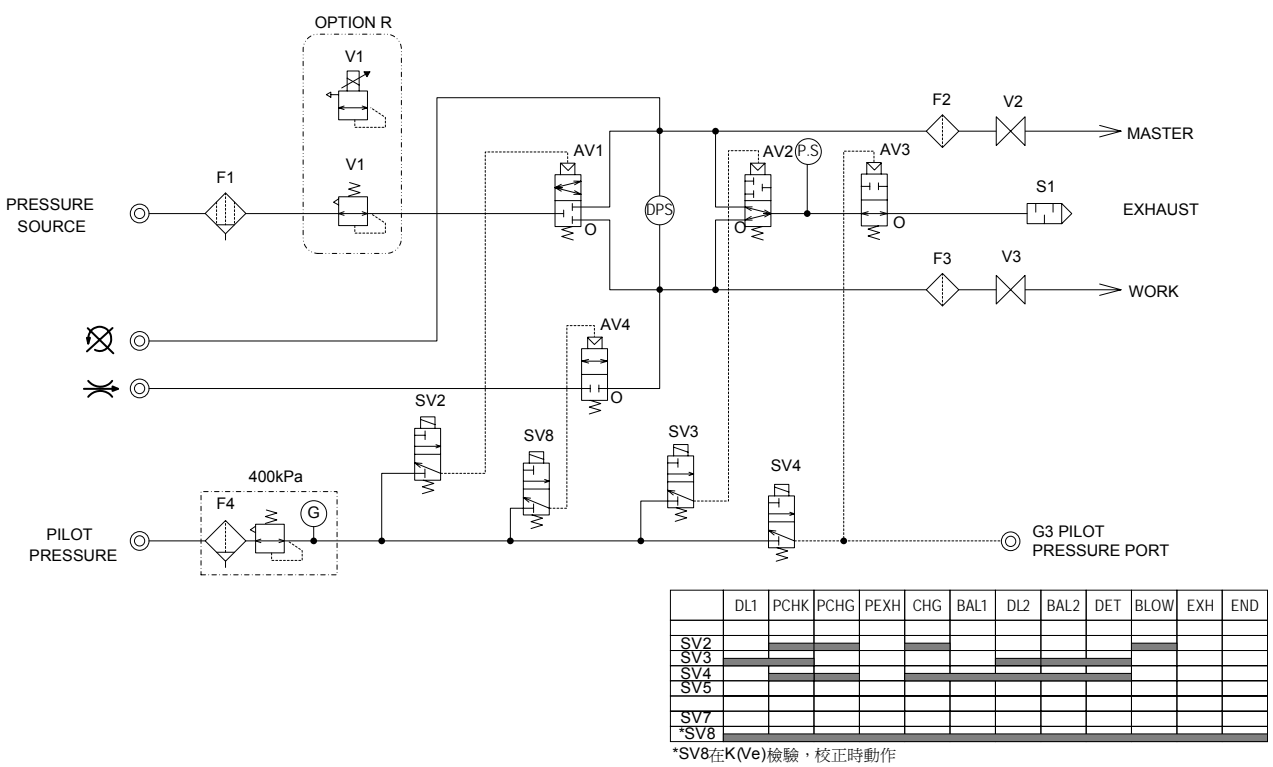 OPTION R
V1
F2
V2
MASTER
AV1
AV2
P.S
AV3
V1
F1
S1
PRESSURE
SOURCE
DPS
EXHAUST
O
O
O
F3
V3
WORK
AV4
O
SV2
SV8
SV3
SV4
400kPa
F4
G
PILOT
PRESSURE
G3 PILOT
PRESSURE PORT
DL1 PCHK PCHG PEXH CHG BAL1 DL2 BAL2 DET BLOW EXH END
SV2
SV3
SV4
SV5
SV7
*SV8
*SV8在K(Ve)檢驗，校正時動作